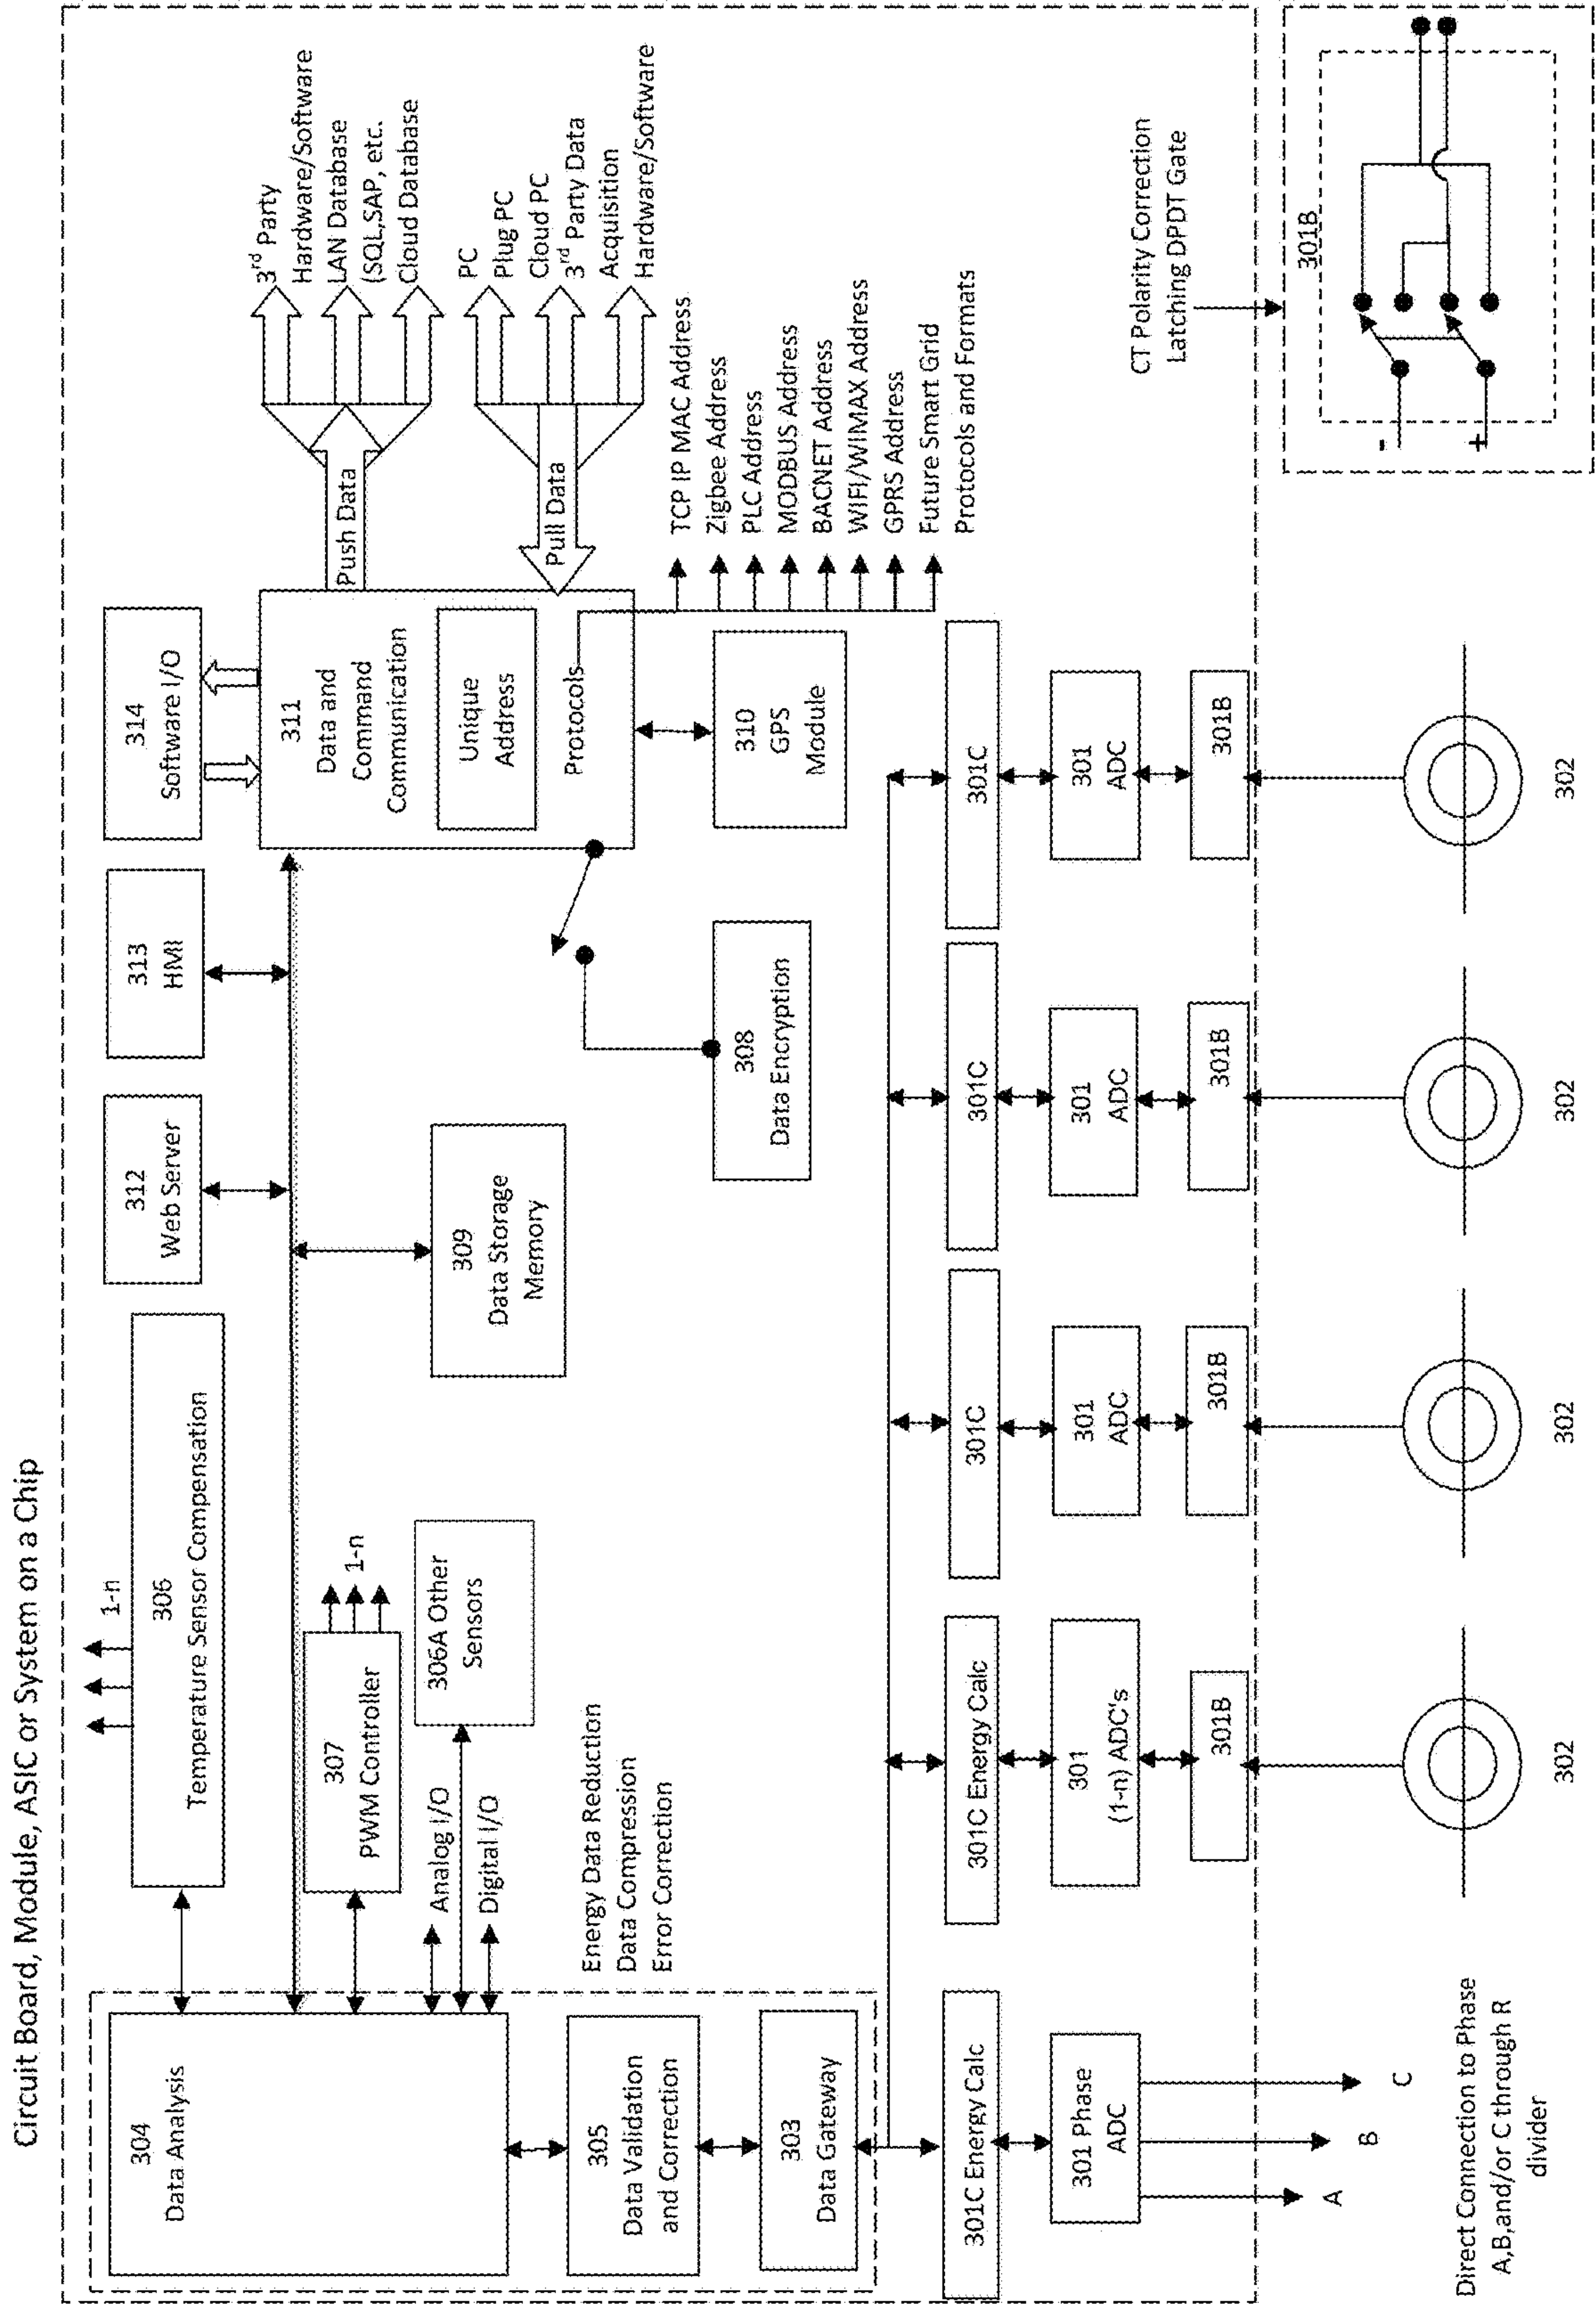 Circuit Board, Module, ASIC or System on a Chip
304
Data Analysis
305
Data Validation
and Correction
303
Data Gateway
306
Temperature Sensor Compensation
1-n
307
PWM Controller
1-n
Analog I/O
Digital I/O
306A Other
Sensors
Energy Data Reduction
Data Compression
Error Correction
312
Web Server
313
HMI
314
Software I/O
309
Data Storage
Memory
308
Data Encryption
311
Data and
Command
Communication
Unique
Address
Protocols
310
GPS
Module
Push Data
Pull Data
3rd Party
Hardware/Software
LAN Database
(SQL,SAP, etc.
Cloud Database
PC
Plug PC
Cloud PC
3rd Party Data
Acquisition
Hardware/Software
TCP IP MAC Address
Zigbee Address
PLC Address
MODBUS Address
BACNET Address
WIFI/WIMAX Address
GPRS Address
Future Smart Grid
Protocols and Formats
301C Energy Calc
301C Energy Calc
301C
301C
301C
301 Phase
ADC
301
(1-n) ADC's
301
ADC
301
ADC
301
ADC
301B
301B
301B
301B
A
B
C
Direct Connection to Phase
A,B,and/or C through R
divider
302
302
302
302
CT Polarity Correction
Latching DPDT Gate
301B
-
+